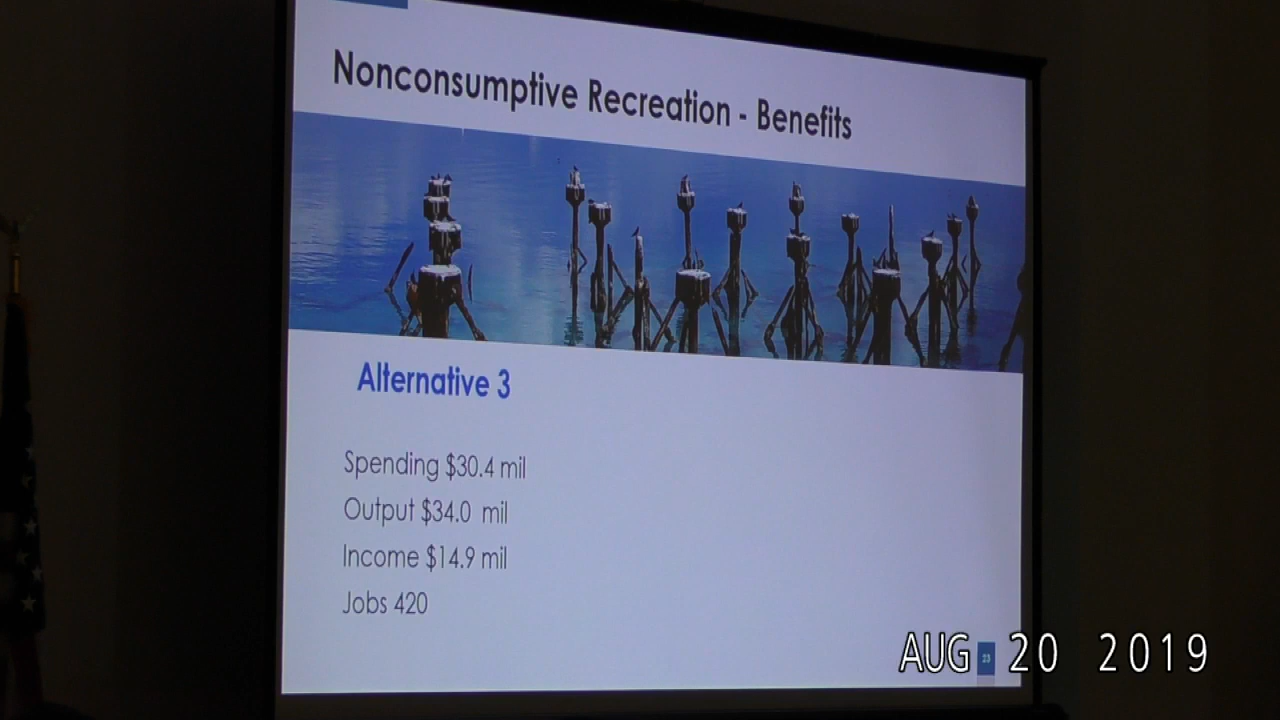 Nonconsumptive Recreation - Benefits
Alternative 3
Spending $30.4 mil
Output $34.0 mil
Income $14.9 mil
Jobs 420
23
AUG 20 2019